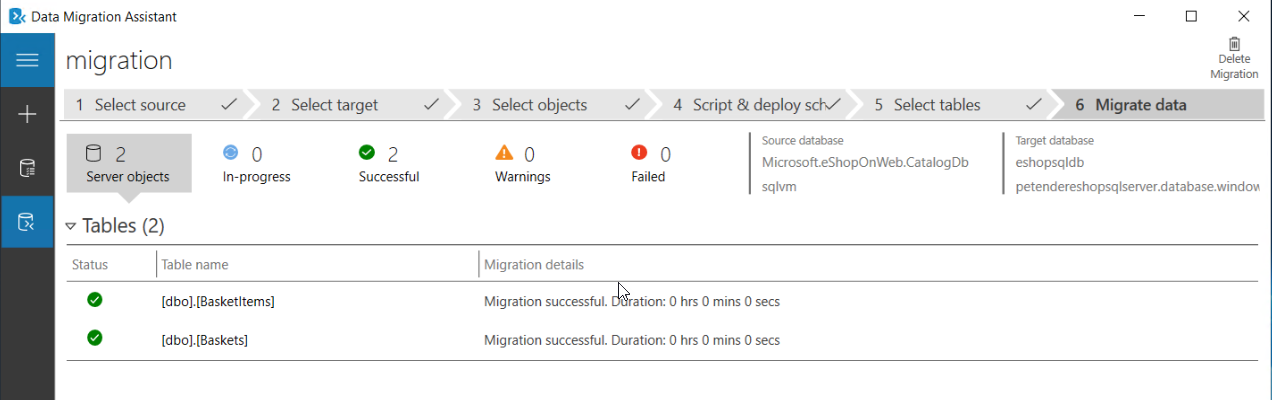 Data Migration Assistant
migration
Delete
Migration
1 Select source
2 Select target
3 Select objects
4 Script & deploy sch
5 Select tables
6 Migrate data
2
Server objects
0
In-progress
2
Successful
0
Warnings
0
Failed
Source database
Microsoft.eShopOnWeb.CatalogDb
sqlvm
Target database
eshopsqldb
petendereshopsqlserver.database.window
Tables (2)
Status Table name Migration details
[dbo].[BasketItems] Migration successful. Duration: 0 hrs 0 mins 0 secs
[dbo].[Baskets] Migration successful. Duration: 0 hrs 0 mins 0 secs